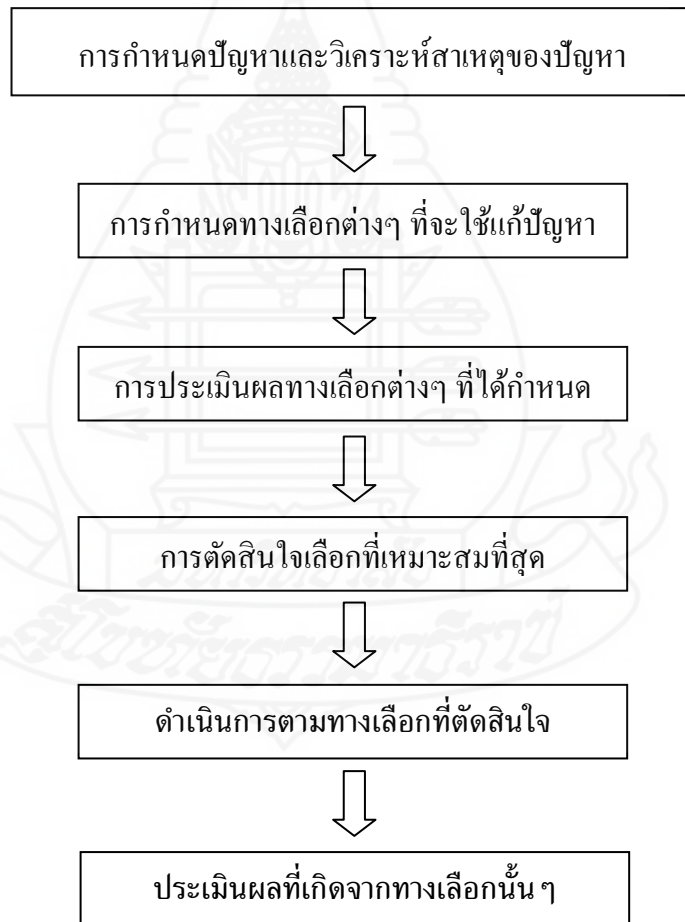 การกำหนดปัญหาและวิเคราะห์สาเหตุของปัญหา
การกำหนดทางเลือกต่างๆ ที่จะใช้แก้ปัญหา
การประเมินผลทางเลือกต่างๆ ที่ได้กำหนด
การตัดสินใจเลือกที่เหมาะสมที่สุด
ดำเนินการตามทางเลือกที่ตัดสินใจ
ประเมินผลที่เกิดจากทางเลือกนั้นๆ